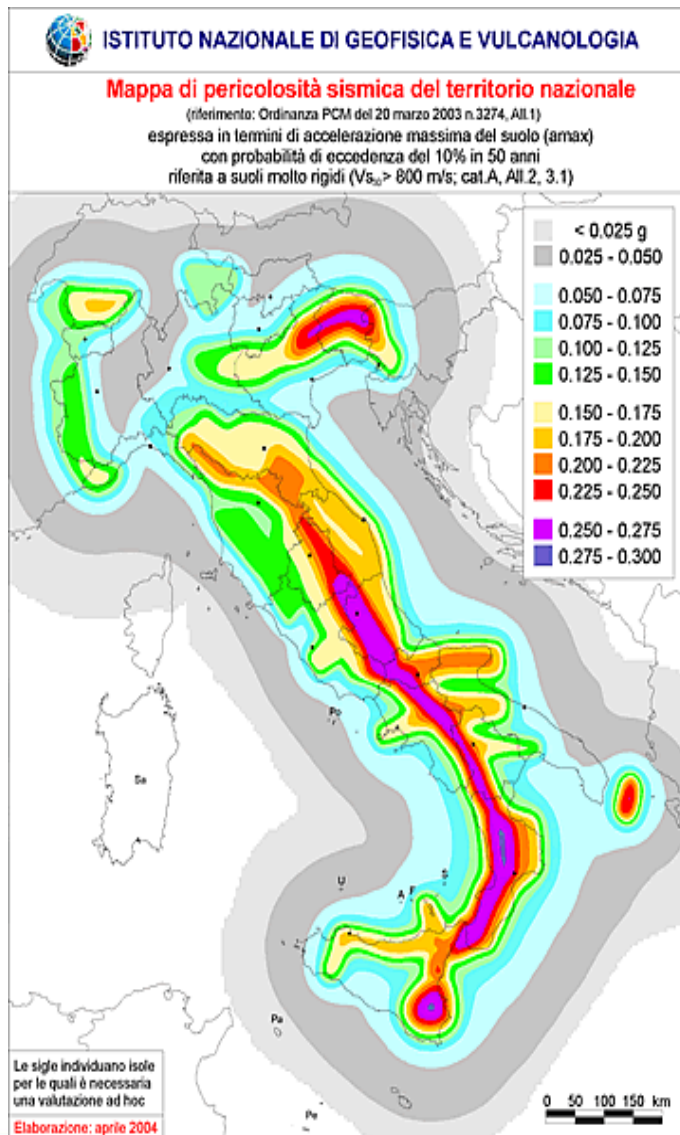 ISTITUTO NAZIONALE DI GEOFISICA E VULCANOLOGIA
Mappa di pericolosità sismica del territorio nazionale
(riferimento: Ordinanza PCM del 20 marzo 2003 n.3274, All.1)
espressa in termini di accelerazione massima del suolo (amax)
con probabilità di eccedenza del 10% in 50 anni
riferita a suoli molto rigidi (Vs₃₀> 800 m/s; cat.A, All.2, 3.1)
< 0.025 g
0.025 - 0.050
0.050 - 0.075
0.075 - 0.100
0.100 - 0.125
0.125 - 0.150
0.150 - 0.175
0.175 - 0.200
0.200 - 0.225
0.225 - 0.250
0.250 - 0.275
0.275 - 0.300
Po
Sa
U
A
F
S
Pa
Pe
Le sigle individuano isole
per le quali è necessaria
una valutazione ad hoc
Elaborazione: aprile 2004
0 50 100 150 km